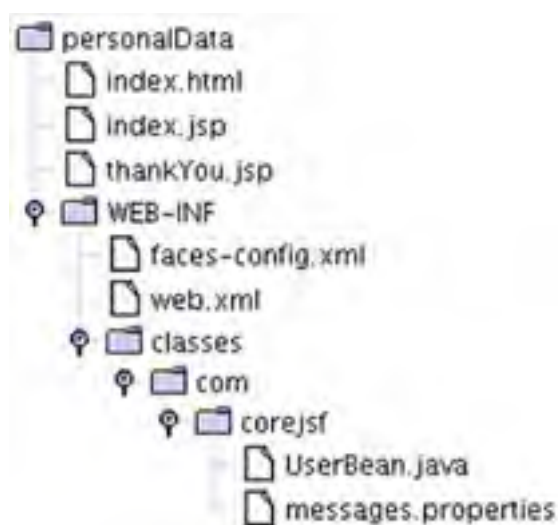 personalData
index.html
index.jsp
thankYou.jsp
WEB-INF
faces-config.xml
web.xml
classes
com
corejsf
UserBean.java
messages.properties